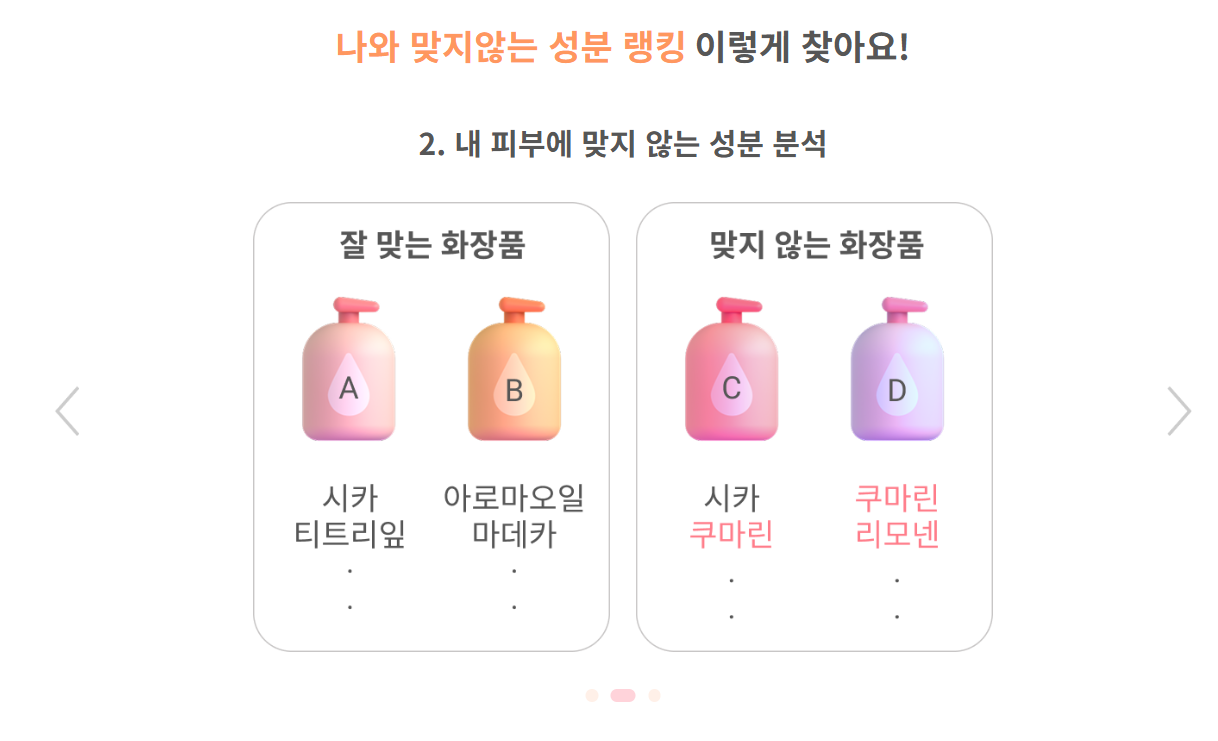 나와 맞지않는 성분 랭킹 이렇게 찾아요!
2. 내 피부에 맞지 않는 성분 분석
잘 맞는 화장품
A
B
시카
티트리잎
아로마오일
마데카
맞지 않는 화장품
C
D
시카
쿠마린
쿠마린
리모넨